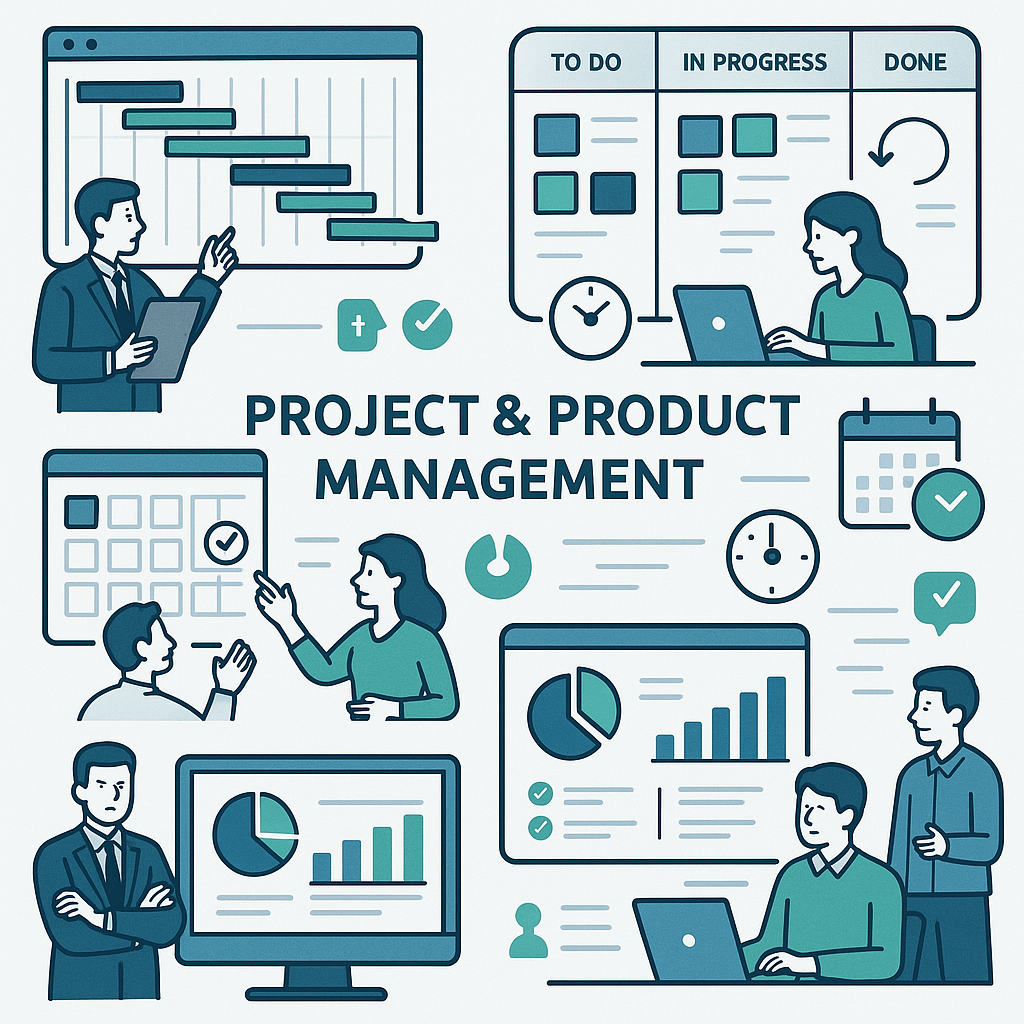 TO DO
IN PROGRESS
DONE
PROJECT & PRODUCT
MANAGEMENT